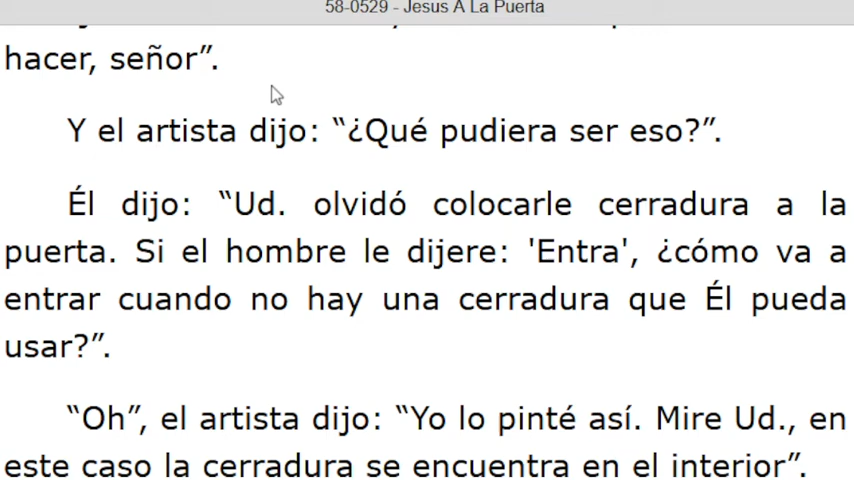 58-0529 - Jesus A La Puerta
hacer, señor”.
Y el artista dijo: “¿Qué pudiera ser eso?”.
Él dijo: “Ud. olvidó colocarle cerradura a la
puerta. Si el hombre le dijere: 'Entra', ¿cómo va a
entrar cuando no hay una cerradura que Él pueda
usar?”.
“Oh”, el artista dijo: “Yo lo pinté así. Mire Ud., en
este caso la cerradura se encuentra en el interior”.